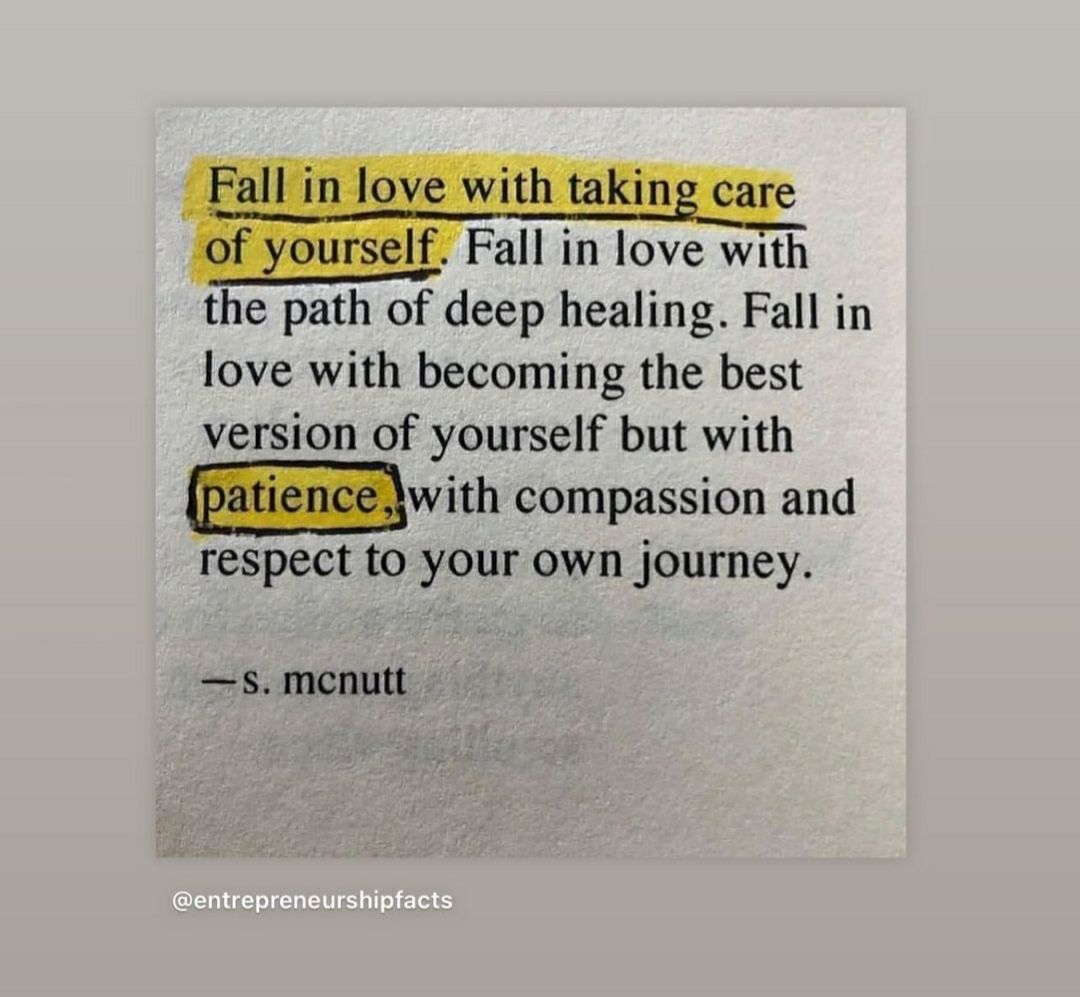 Fall in love with taking care
of yourself. Fall in love with
the path of deep healing. Fall in
love with becoming the best
version of yourself but with
patience, with compassion and
respect to your own journey.
—s. mcnutt
@entrepreneurshipfacts